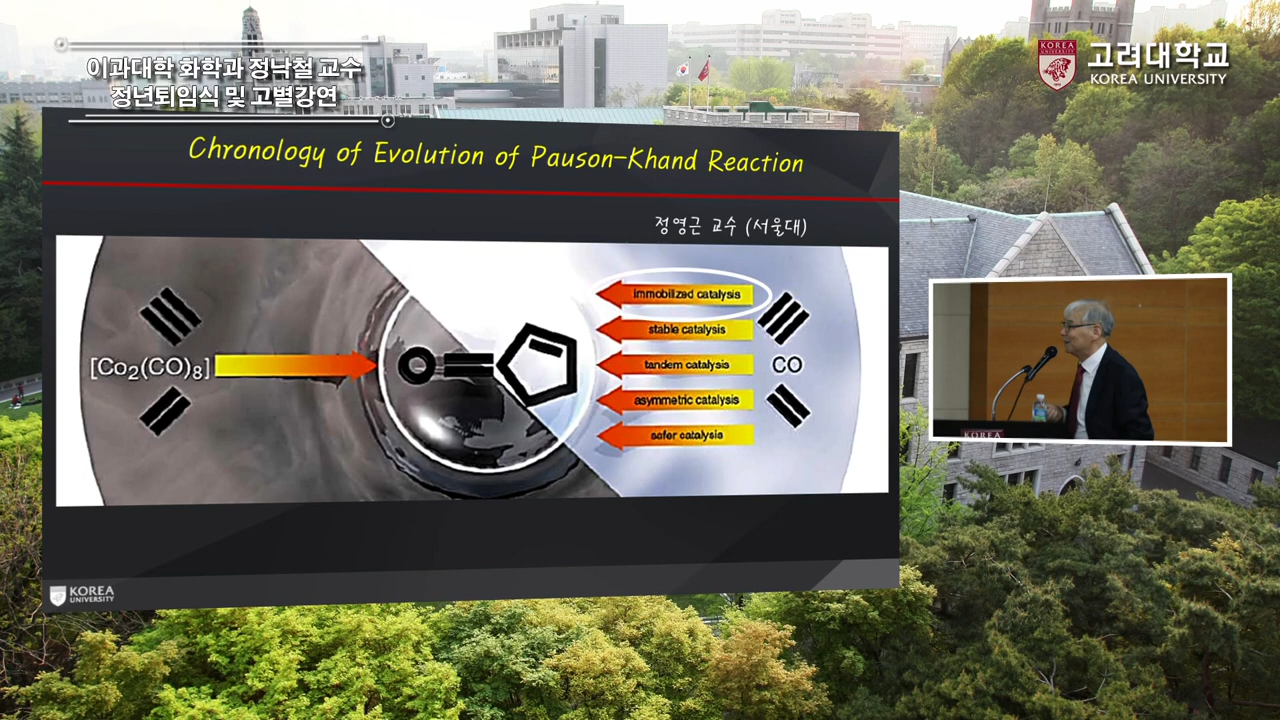 이과대학 화학과 정낙철 교수
정년퇴임식 및 고별강연
KOREA
UNIVERSITY
고려대학교
KOREA UNIVERSITY
Chronology of Evolution of Pauson-Khand Reaction
정영근 교수 (서울대)
immobilized catalysis
stable catalysis
[Co2(CO)8]
tandem catalysis
CO
asymmetric catalysis
safer catalysis
KOREA
KOREA
UNIVERSITY